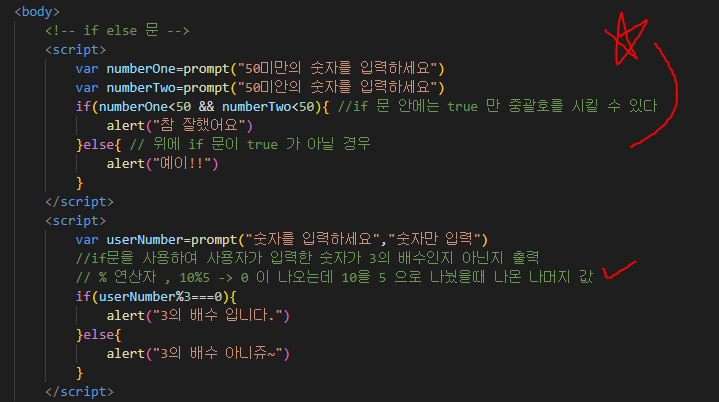 <body>
<!-- if else 문 -->
<script>
var numberOne=prompt("50미만의 숫자를 입력하세요")
var numberTwo=prompt("50미안의 숫자를 입력하세요")
if(numberOne<50 && numberTwo<50){ //if 문 안에는 true 만 중괄호를 시킬 수 있다
alert("참 잘했어요")
}else{ // 위에 if 문이 true 가 아닐 경우
alert("예이!!")
}
</script>
<script>
var userNumber=prompt("숫자를 입력하세요","숫자만 입력")
//if문을 사용하여 사용자가 입력한 숫자가 3의 배수인지 아닌지 출력
// % 연산자 , 10%5 -> 0 이 나오는데 10을 5 으로 나눴을때 나온 나머지 값
if(userNumber%3===0){
alert("3의 배수 입니다.")
}else{
alert("3의 배수 아니쥬~")
}
</script>